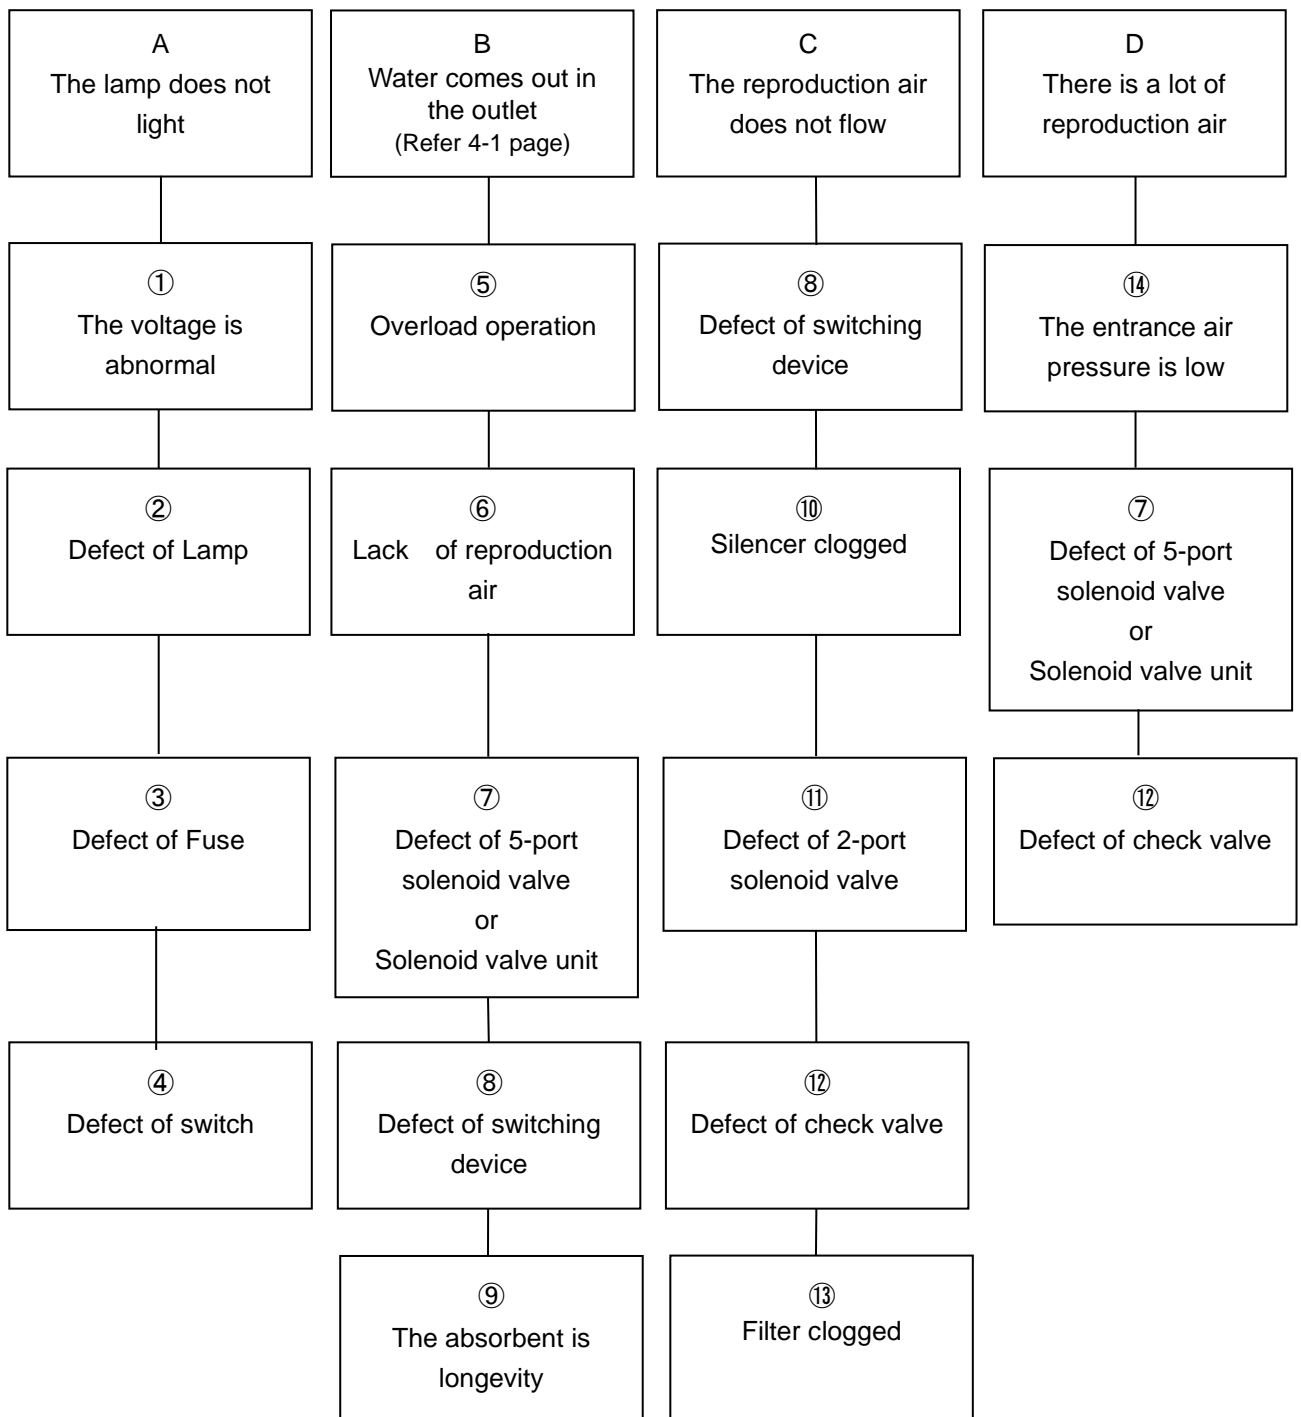 A
The lamp does not
light
①
The voltage is
abnormal
②
Defect of Lamp
③
Defect of Fuse
④
Defect of switch
B
Water comes out in
the outlet
(Refer 4-1 page)
⑤
Overload operation
⑥
Lack of reproduction
air
⑦
Defect of 5-port
solenoid valve
or
Solenoid valve unit
⑧
Defect of switching
device
⑨
The absorbent is
longevity
C
The reproduction air
does not flow
⑧
Defect of switching
device
⑩
Silencer clogged
⑪
Defect of 2-port
solenoid valve
⑫
Defect of check valve
⑬
Filter clogged
D
There is a lot of
reproduction air
⑭
The entrance air
pressure is low
⑦
Defect of 5-port
solenoid valve
or
Solenoid valve unit
⑫
Defect of check valve